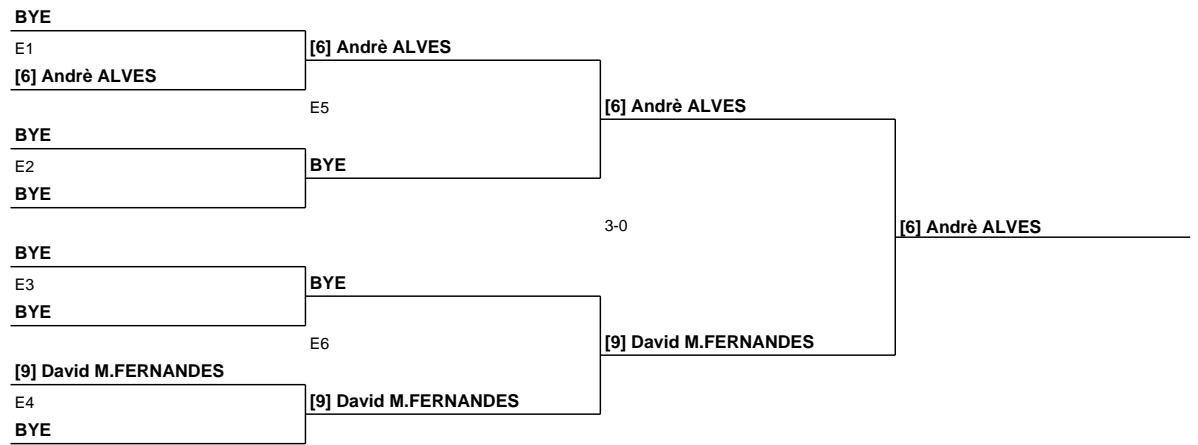 BYE
E1
[6] Andrè ALVES
[6] Andrè ALVES
E5
[6] Andrè ALVES
BYE
E2
BYE
BYE
3-0
[6] Andrè ALVES
BYE
E3
BYE
BYE
E6
[9] David M.FERNANDES
[9] David M.FERNANDES
E4
[9] David M.FERNANDES
BYE